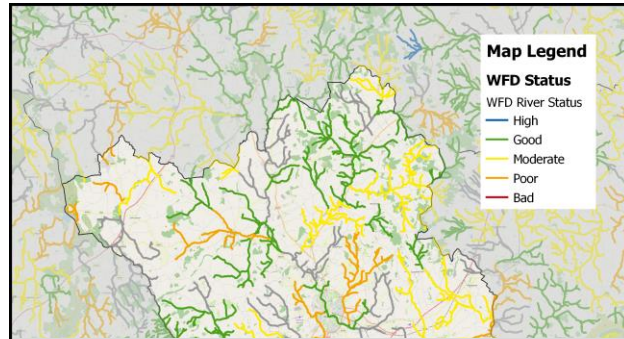 Map Legend
WFD Status
WFD River Status
High
Good
Moderate
Poor
Bad